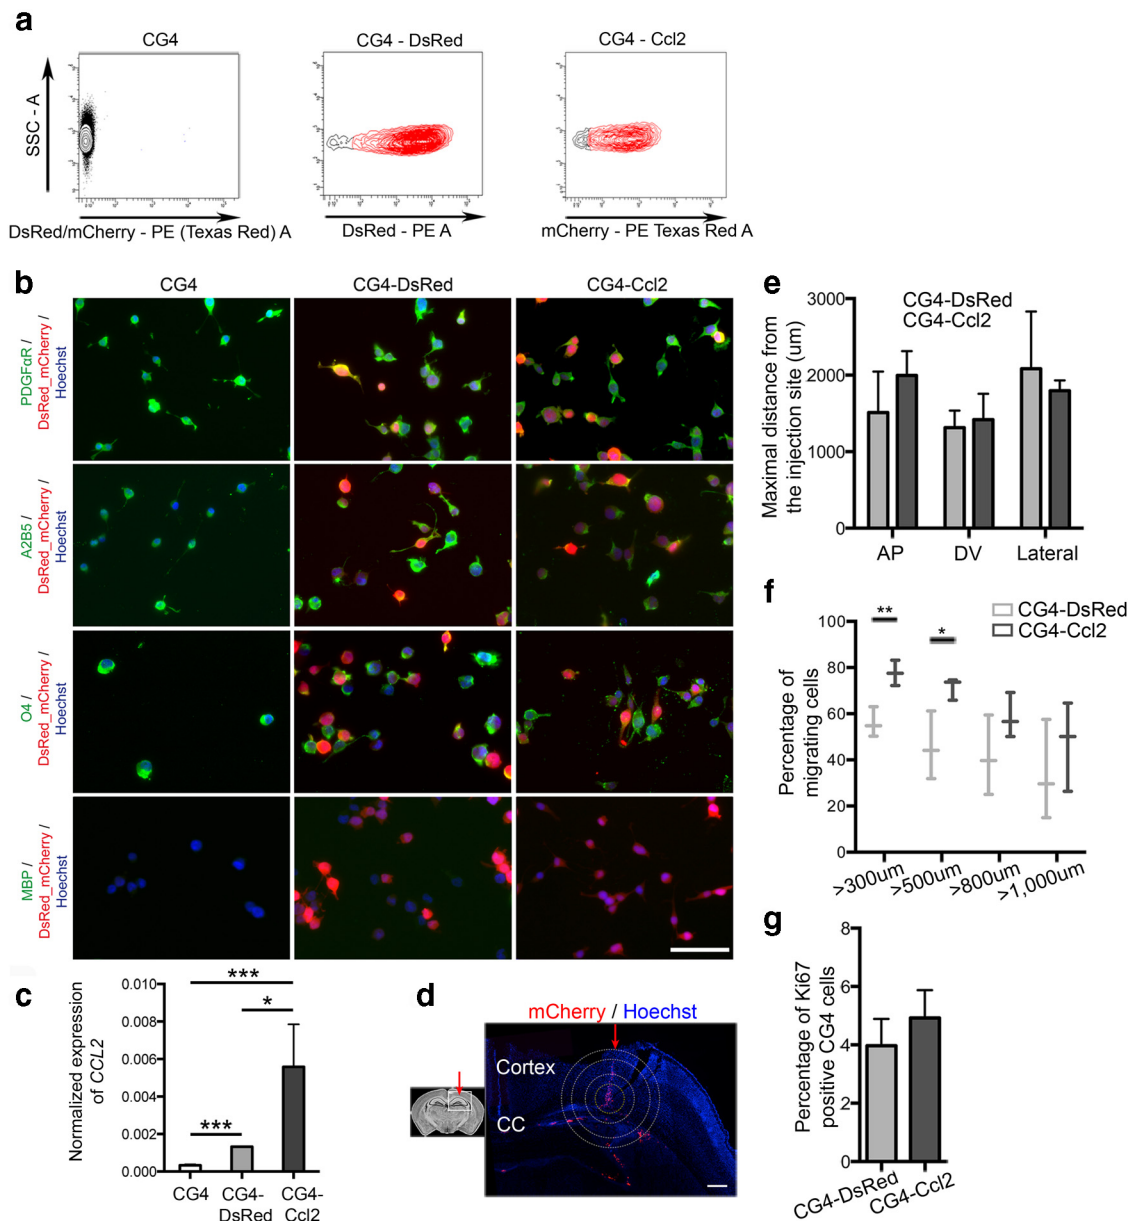 a
CG4
CG4 - DsRed
CG4 - Ccl2
SSC - A
DsRed/mCherry - PE (Texas Red) A
DsRed - PE A
mCherry - PE Texas Red A
b
CG4
CG4-DsRed
CG4-Ccl2
PDGFαR /
DsRed_mCherry /
Hoechst
A2B5 /
DsRed_mCherry /
Hoechst
O4 /
DsRed_mCherry /
Hoechst
MBP /
DsRed_mCherry /
Hoechst
c
Normalized expression
of CCL2
0.010
0.008
0.006
0.004
0.002
0.000
***
*
***
CG4
CG4-
DsRed
CG4-
Ccl2
d
mCherry / Hoechst
Cortex
CC
e
CG4-DsRed
CG4-Ccl2
Maximal distance from
the injection site (um)
3000
2000
1000
0
AP
DV
Lateral
f
CG4-DsRed
CG4-Ccl2
Percentage of
migrating cells
100
80
60
40
20
0
**
*
>300um
>500um
>800um
>1,000um
g
Percentage of Ki67
positive CG4 cells
8
6
4
2
0
CG4-DsRed
CG4-Ccl2